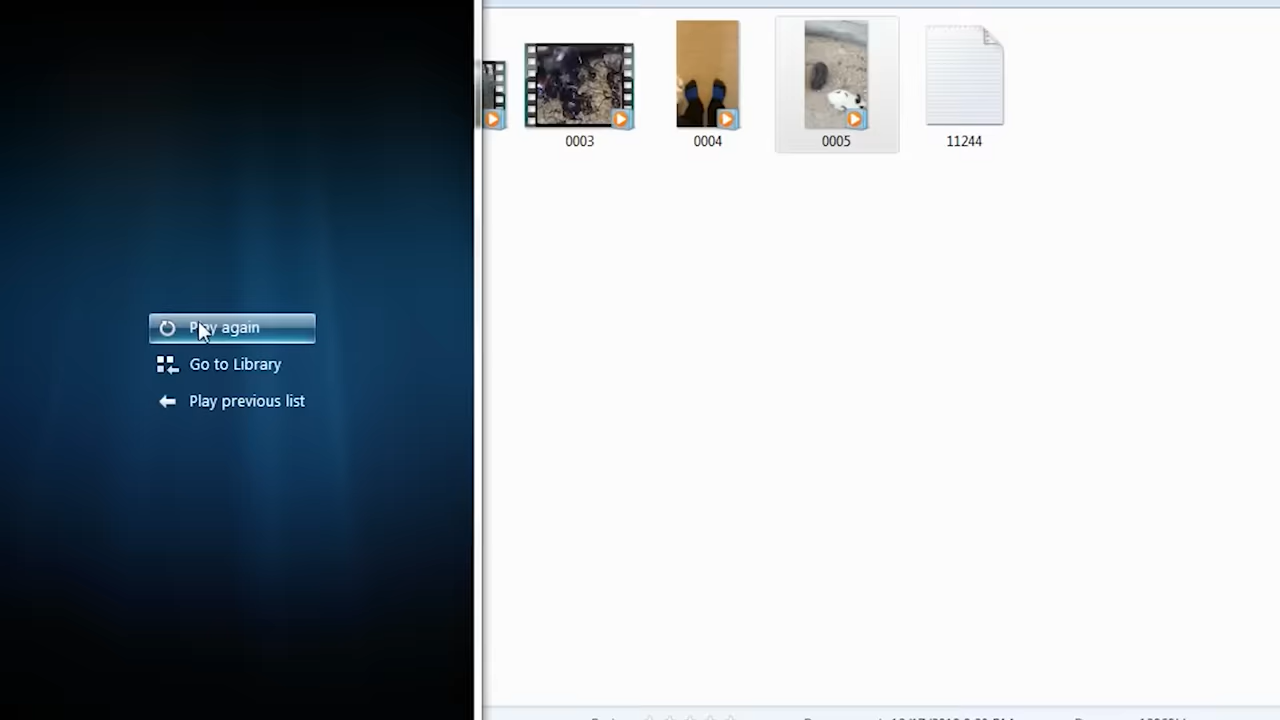 0003
0004
0005
11244
Play again
Go to Library
Play previous list